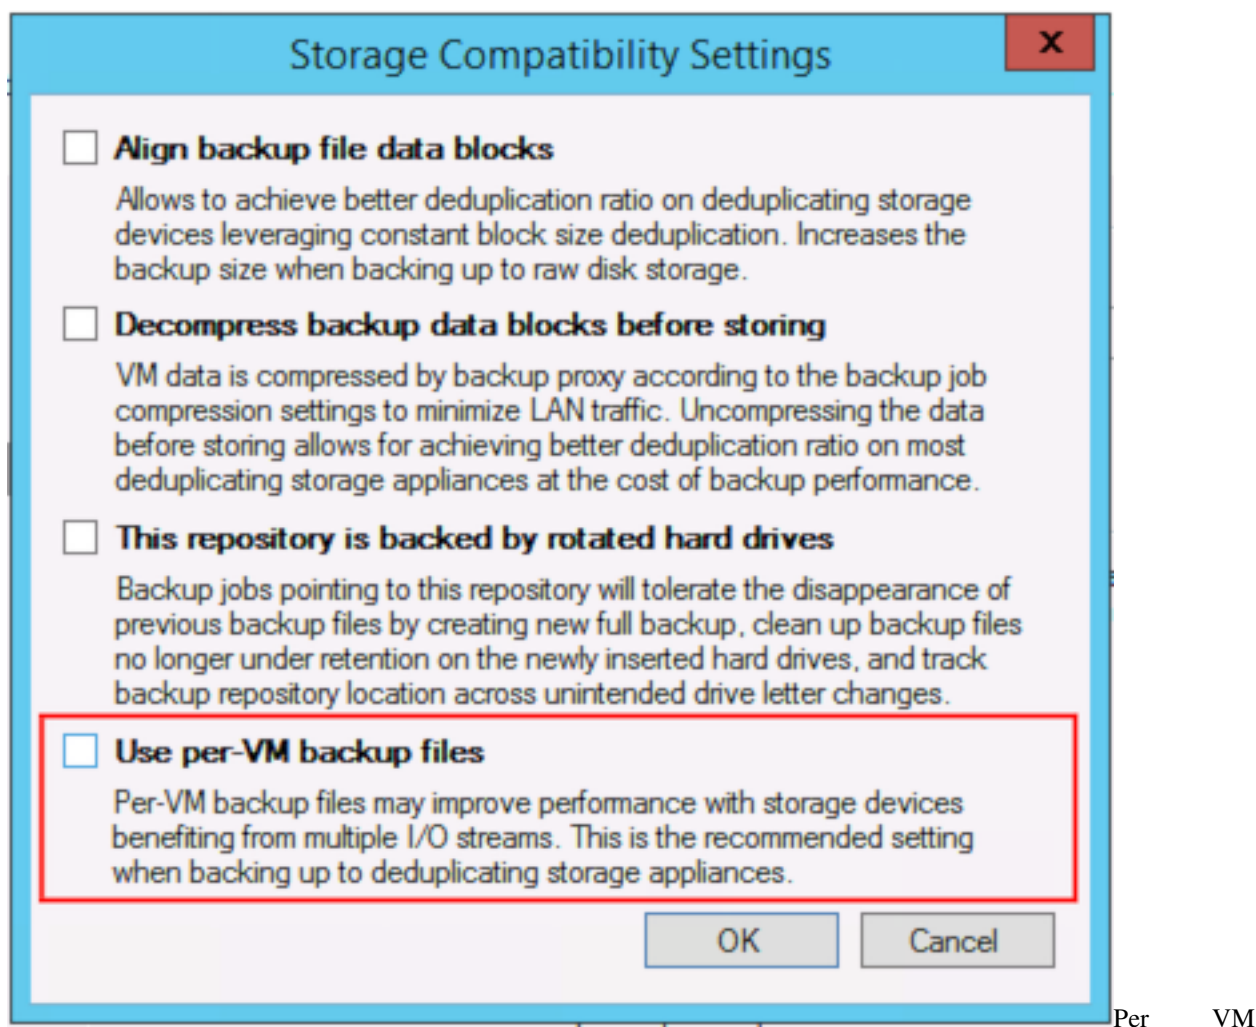 Storage Compatibility Settings
x
Align backup file data blocks
Allows to achieve better deduplication ratio on deduplicating storage
devices leveraging constant block size deduplication. Increases the
backup size when backing up to raw disk storage.
Decompress backup data blocks before storing
VM data is compressed by backup proxy according to the backup job
compression settings to minimize LAN traffic. Uncompressing the data
before storing allows for achieving better deduplication ratio on most
deduplicating storage appliances at the cost of backup performance.
This repository is backed by rotated hard drives
Backup jobs pointing to this repository will tolerate the disappearance of
previous backup files by creating new full backup, clean up backup files
no longer under retention on the newly inserted hard drives, and track
backup repository location across unintended drive letter changes.
Use per-VM backup files
Per-VM backup files may improve performance with storage devices
benefiting from multiple I/O streams. This is the recommended setting
when backing up to deduplicating storage appliances.
OK Cancel
Per VM